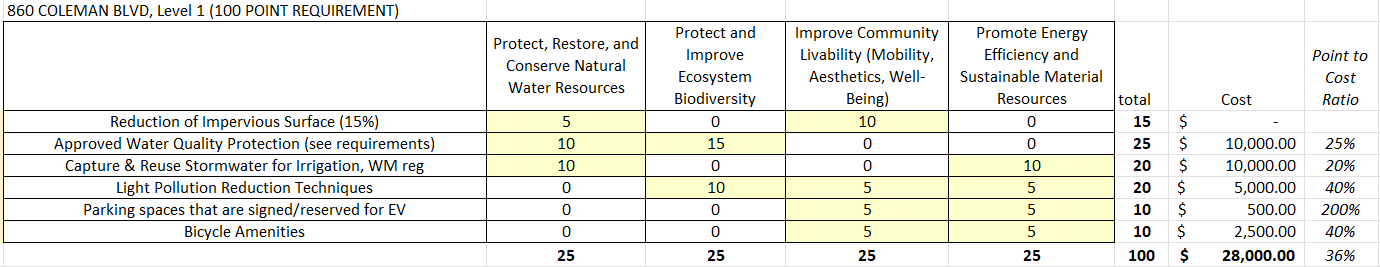 860 COLEMAN BLVD, Level 1 (100 POINT REQUIREMENT)
Protect, Restore, and Conserve Natural Water Resources Protect and Improve Ecosystem Biodiversity Improve Community Livability (Mobility, Aesthetics, Well-Being) Promote Energy Efficiency and Sustainable Material Resources total Cost Point to Cost Ratio
Reduction of Impervious Surface (15%) 5 0 10 0 15 $ -
Approved Water Quality Protection (see requirements) 10 15 0 0 25 $ 10,000.00 25%
Capture & Reuse Stormwater for Irrigation, WM reg 10 0 0 10 20 $ 10,000.00 20%
Light Pollution Reduction Techniques 0 10 5 5 20 $ 5,000.00 40%
Parking spaces that are signed/reserved for EV 0 0 5 5 10 $ 500.00 200%
Bicycle Amenities 0 0 5 5 10 $ 2,500.00 40%
25 25 25 25 100 $ 28,000.00 36%